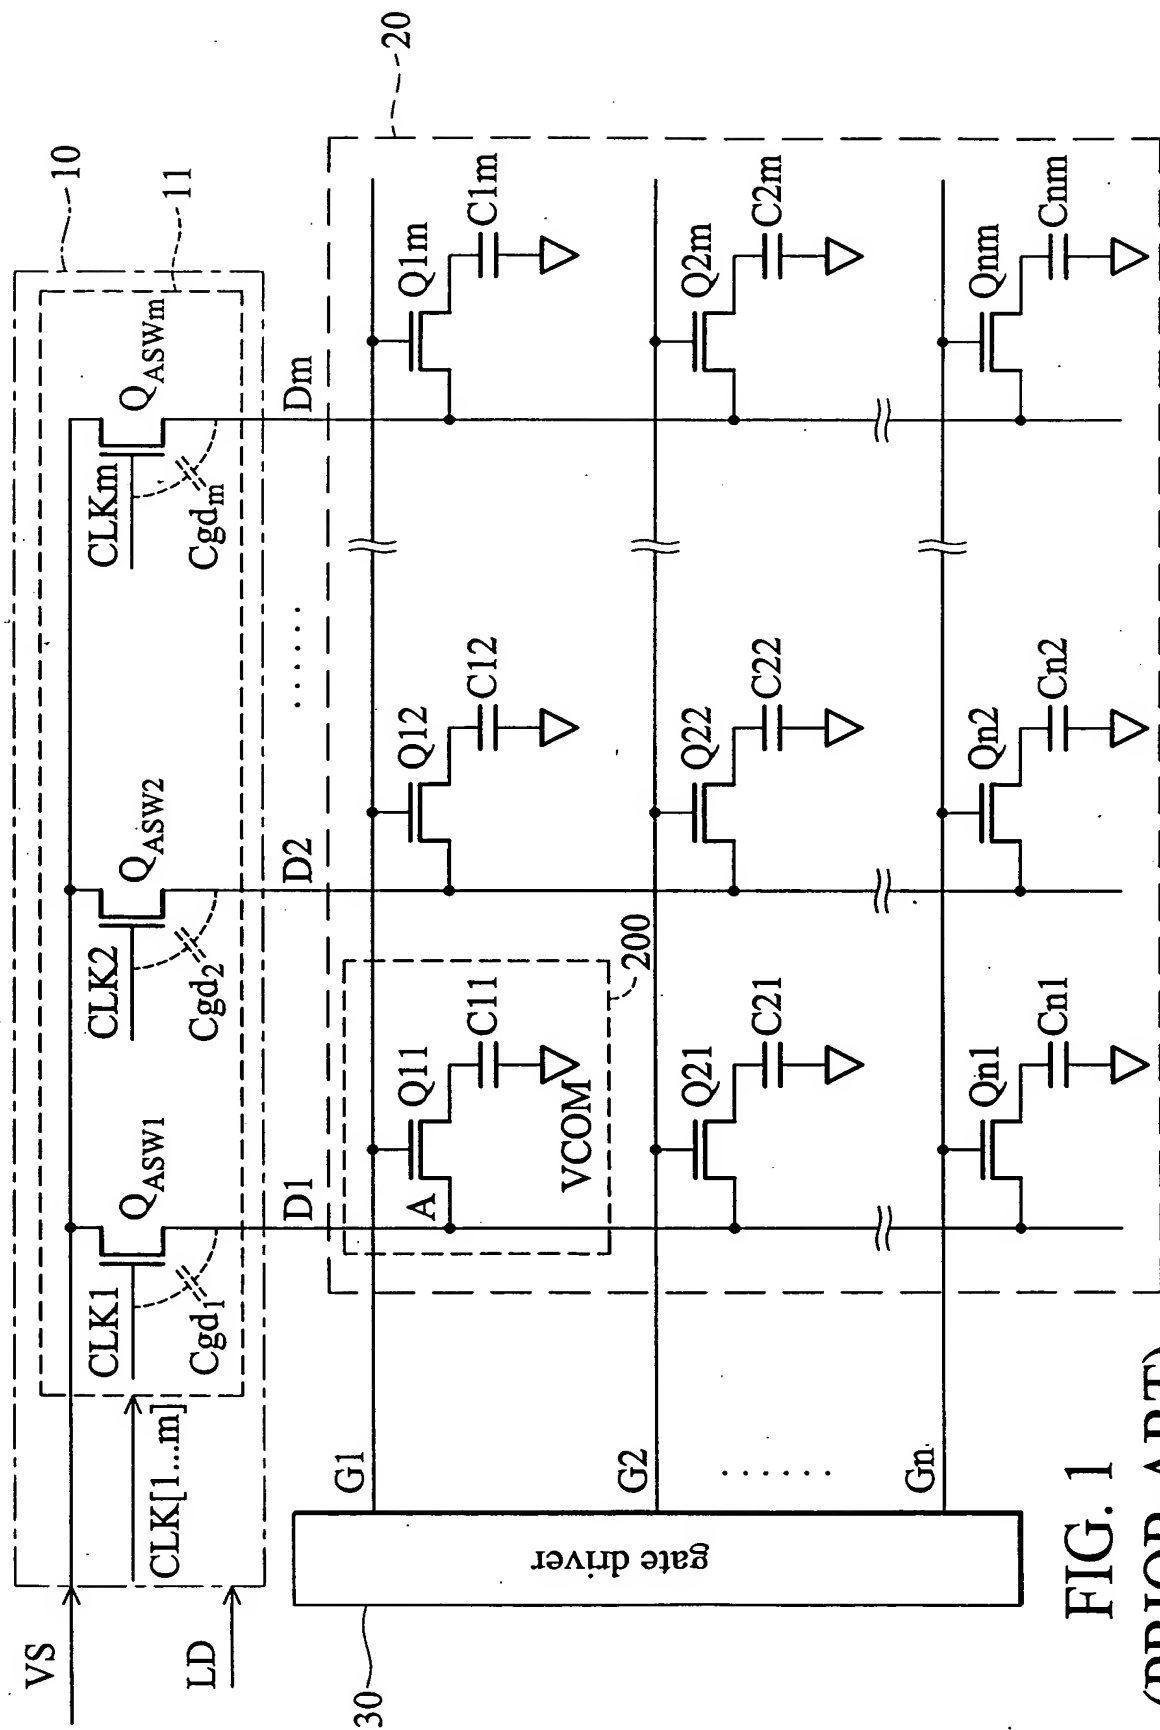 VS
LD
CLK[1...m]
10
11
CLK1
QASW1
Cgd1
CLK2
QASW2
Cgd2
CLKm
QASWm
Cgdm
D1
D2
......
Dm
20
30
gate driver
G1
G2
......
Gn
A
Q11
C11
VCOM
200
Q12
C12
Q1m
C1m
Q21
C21
Q22
C22
Q2m
C2m
Qn1
Cn1
Qn2
Cn2
Qnm
Cnm
FIG. 1
(PRIOR ART)